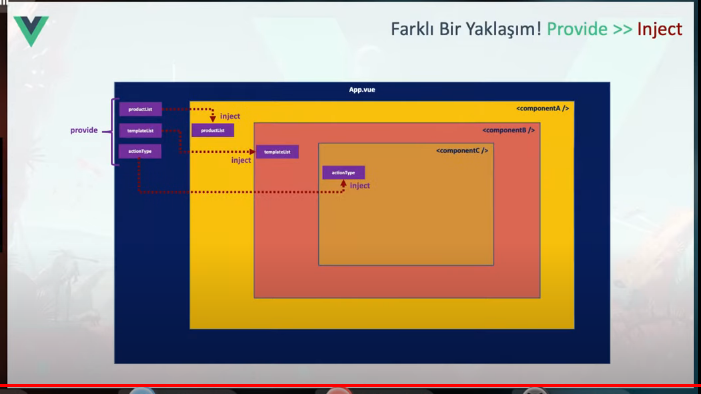 Farklı Bir Yaklaşım! Provide >> Inject
App.vue
productList
<componentA />
inject
provide
templateList
productList
<componentB />
actionType
templateList
<componentC />
inject
actionType
inject